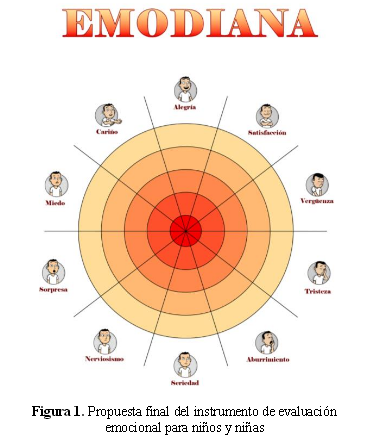 EMODIANA
Alegría
Cariño
Satisfacción
Miedo
Vergüenza
Sorpresa
Tristeza
Nerviosismo
Aburrimiento
Seriedad
Figura 1. Propuesta final del instrumento de evaluación
emocional para niños y niñas